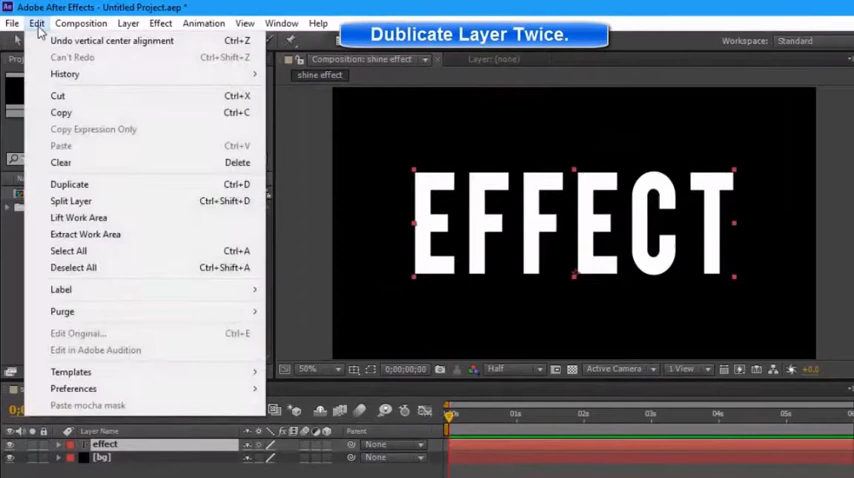 Adobe After Effects - Untitled Project.aep *
File Edit Composition Layer Effect Animation View Window Help
Dublicate Layer Twice.
Workspace: Standard
Undo vertical center alignment Ctrl+Z
Can't Redo Ctrl+Shift+Z
History
Cut Ctrl+X
Copy Ctrl+C
Copy Expression Only
Paste Ctrl+V
Clear Delete
Duplicate Ctrl+D
Split Layer Ctrl+Shift+D
Lift Work Area
Extract Work Area
Select All Ctrl+A
Deselect All Ctrl+Shift+A
Label
Purge
Edit Original... Ctrl+E
Edit in Adobe Audition
Templates
Preferences
Paste mocha mask
Composition: shine effect
Layer: (none)
shine effect
EFFECT
50% 0;00;00;00 Half Active Camera 1 View +0.0
01s 02s 03s 04s 05s
Layer Name Parent
effect None
[bg] None